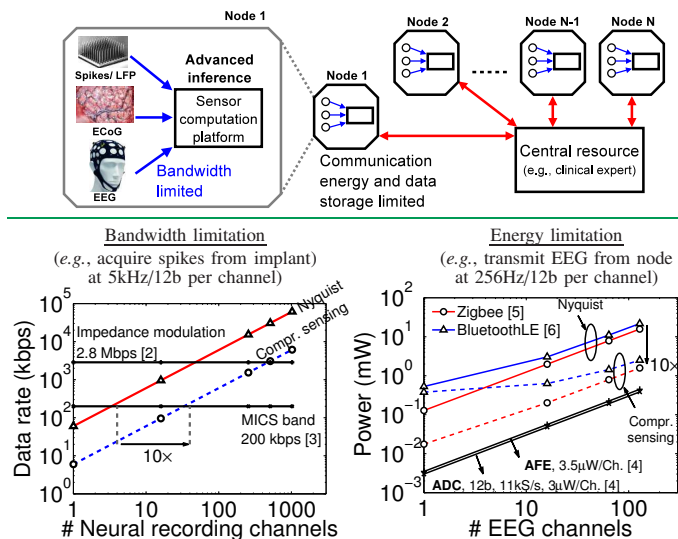 Node 1
Spikes/ LFP
ECoG
EEG
Advanced
inference
Sensor
computation
platform
Bandwidth
limited
Node 1
Communication
energy and data
storage limited
Node 2
Node N-1
Node N
Central resource
(e.g., clinical expert)
Bandwidth limitation
(e.g., acquire spikes from implant)
at 5kHz/12b per channel
Data rate (kbps)
10^5
10^4
10^3
10^2
10^1
10^0
Impedance modulation
2.8 Mbps [2]
Nyquist
Compr. sensing
MICS band
200 kbps [3]
10×
1
10
100
1000
# Neural recording channels
Energy limitation
(e.g., transmit EEG from node
at 256Hz/12b per channel)
Power (mW)
10^2
10^1
10^0
10^-1
10^-2
10^-3
Zigbee [5]
BluetoothLE [6]
Nyquist
10×
Compr.
sensing
AFE, 3.5µW/Ch. [4]
ADC, 12b, 11kS/s, 3µW/Ch. [4]
1
10
100
# EEG channels